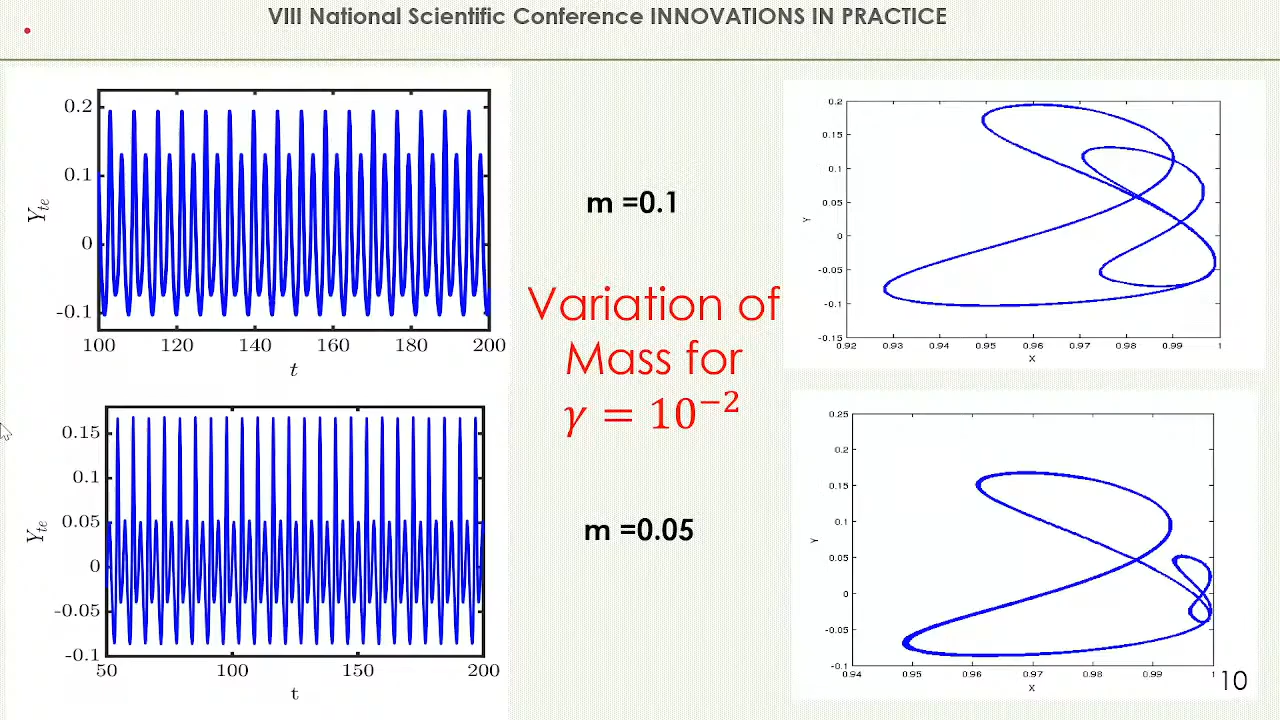 VIII National Scientific Conference INNOVATIONS IN PRACTICE
0.2
0.1
0
-0.1
Y_te
100 120 140 160 180 200
t
m =0.1
0.2
0.15
0.1
0.05
0
-0.05
-0.1
-0.15
Y
0.92 0.93 0.94 0.95 0.96 0.97 0.98 0.99 1
X
Variation of
Mass for
γ = 10⁻²
0.15
0.1
0.05
0
-0.05
-0.1
Y_te
50 100 150 200
t
m =0.05
0.25
0.2
0.15
0.1
0.05
0
-0.05
-0.1
Y
0.94 0.95 0.96 0.97 0.98 0.99 1
X
10